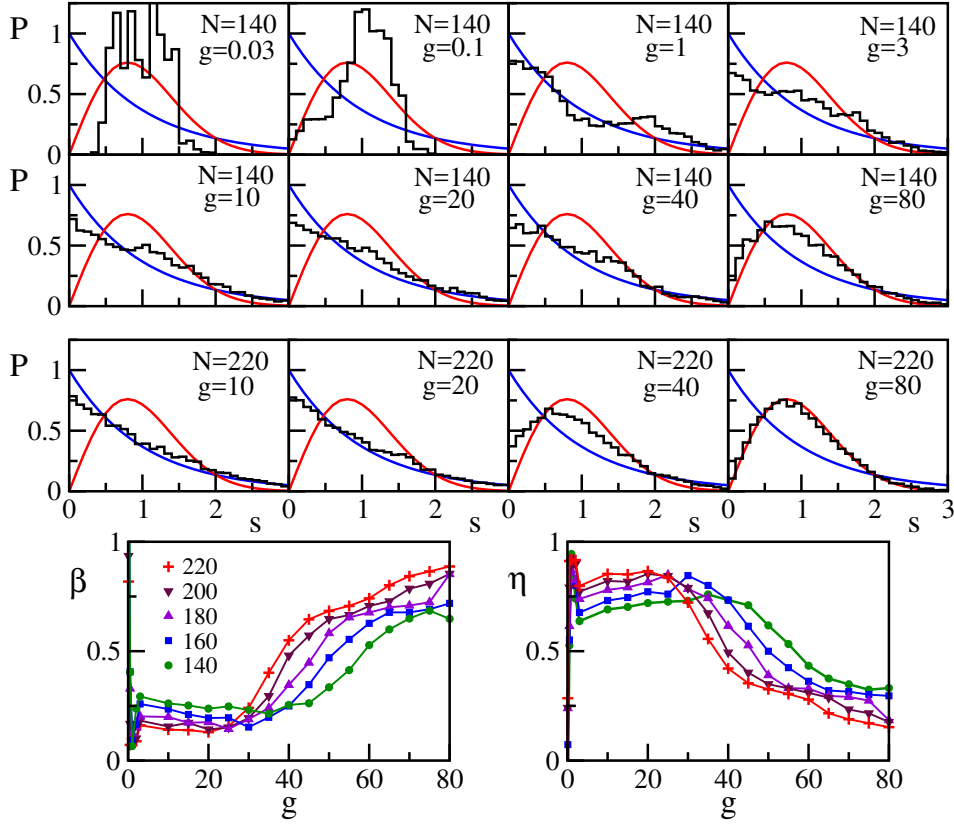 P 1 0.5 0 N=140 g=0.03 N=140 g=0.1 N=140 g=1 N=140 g=3
P 1 0.5 0 N=140 g=10 N=140 g=20 N=140 g=40 N=140 g=80
P 1 0.5 0 N=220 g=10 N=220 g=20 N=220 g=40 N=220 g=80
0 1 2 s 0 1 2 s 0 1 2 s 0 1 2 s 3
1 β 0.5 0
220
200
180
160
140
0 20 40 60 80
g
1 η 0.5 0
0 20 40 60 80
g